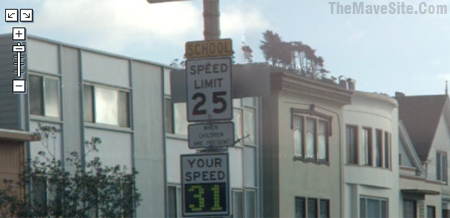 TheMaveSite.Com
SCHOOL
SPEED
LIMIT
25
WHEN
CHILDREN
ARE PRESENT
YOUR
SPEED
31